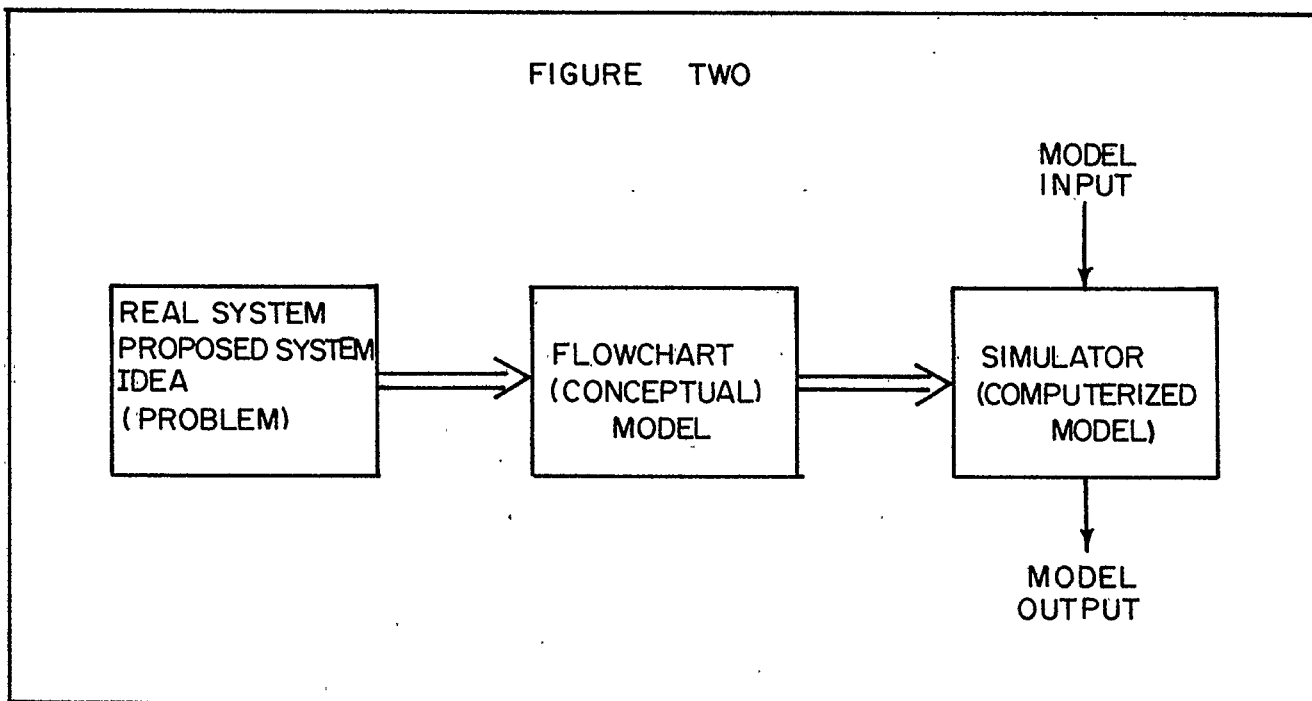 FIGURE TWO
MODEL
INPUT
REAL SYSTEM
PROPOSED SYSTEM
IDEA
(PROBLEM)
FLOWCHART
(CONCEPTUAL)
MODEL
SIMULATOR
(COMPUTERIZED
MODEL)
MODEL
OUTPUT